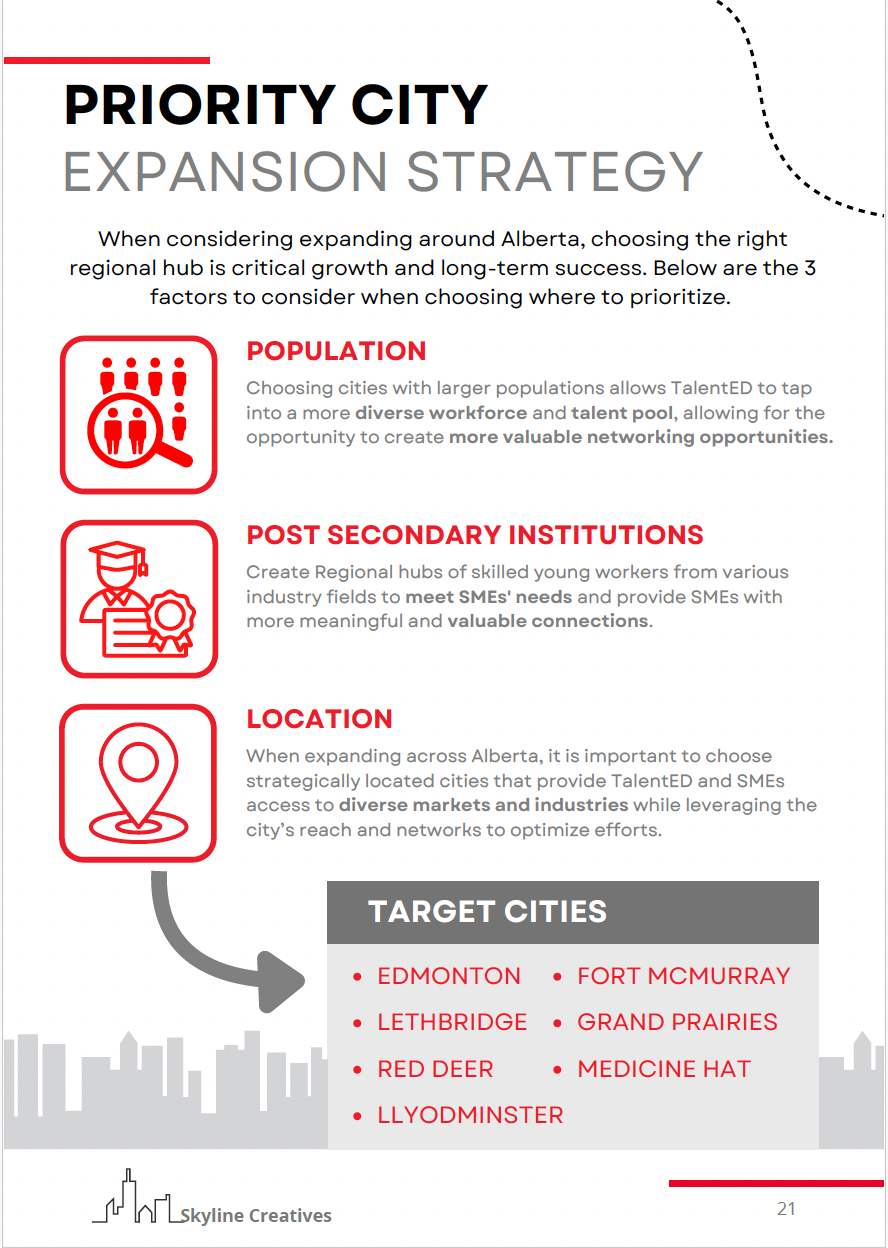 PRIORITY CITY
EXPANSION STRATEGY
When considering expanding around Alberta, choosing the right
regional hub is critical growth and long-term success. Below are the 3
factors to consider when choosing where to prioritize.
POPULATION
Choosing cities with larger populations allows TalentED to tap
into a more diverse workforce and talent pool, allowing for the
opportunity to create more valuable networking opportunities.
POST SECONDARY INSTITUTIONS
Create Regional hubs of skilled young workers from various
industry fields to meet SMEs' needs and provide SMEs with
more meaningful and valuable connections.
LOCATION
When expanding across Alberta, it is important to choose
strategically located cities that provide TalentED and SMEs
access to diverse markets and industries while leveraging the
city’s reach and networks to optimize efforts.
TARGET CITIES
• EDMONTON
• LETHBRIDGE
• RED DEER
• LLYODMINSTER
• FORT MCMURRAY
• GRAND PRAIRIES
• MEDICINE HAT
Skyline Creatives
21